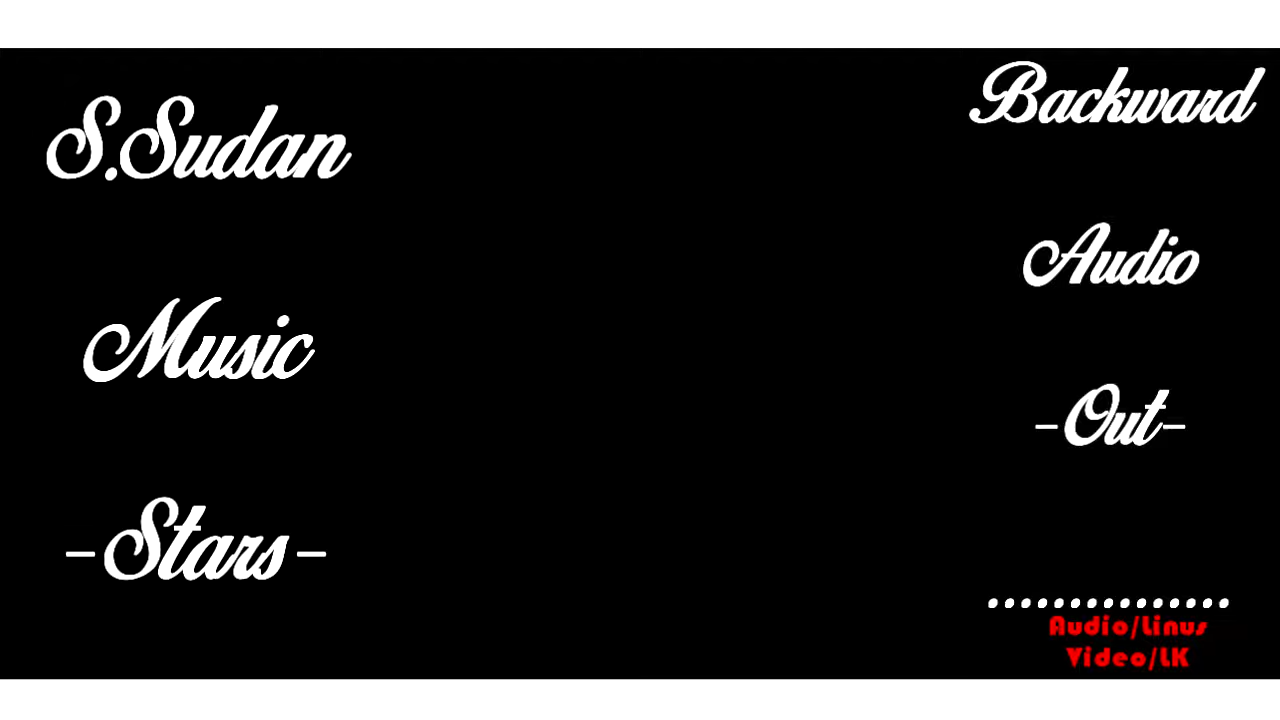 S.Sudan
Music
-Stars-
Backward
Audio
-Out-
...............
Audio/Linus
Video/LK